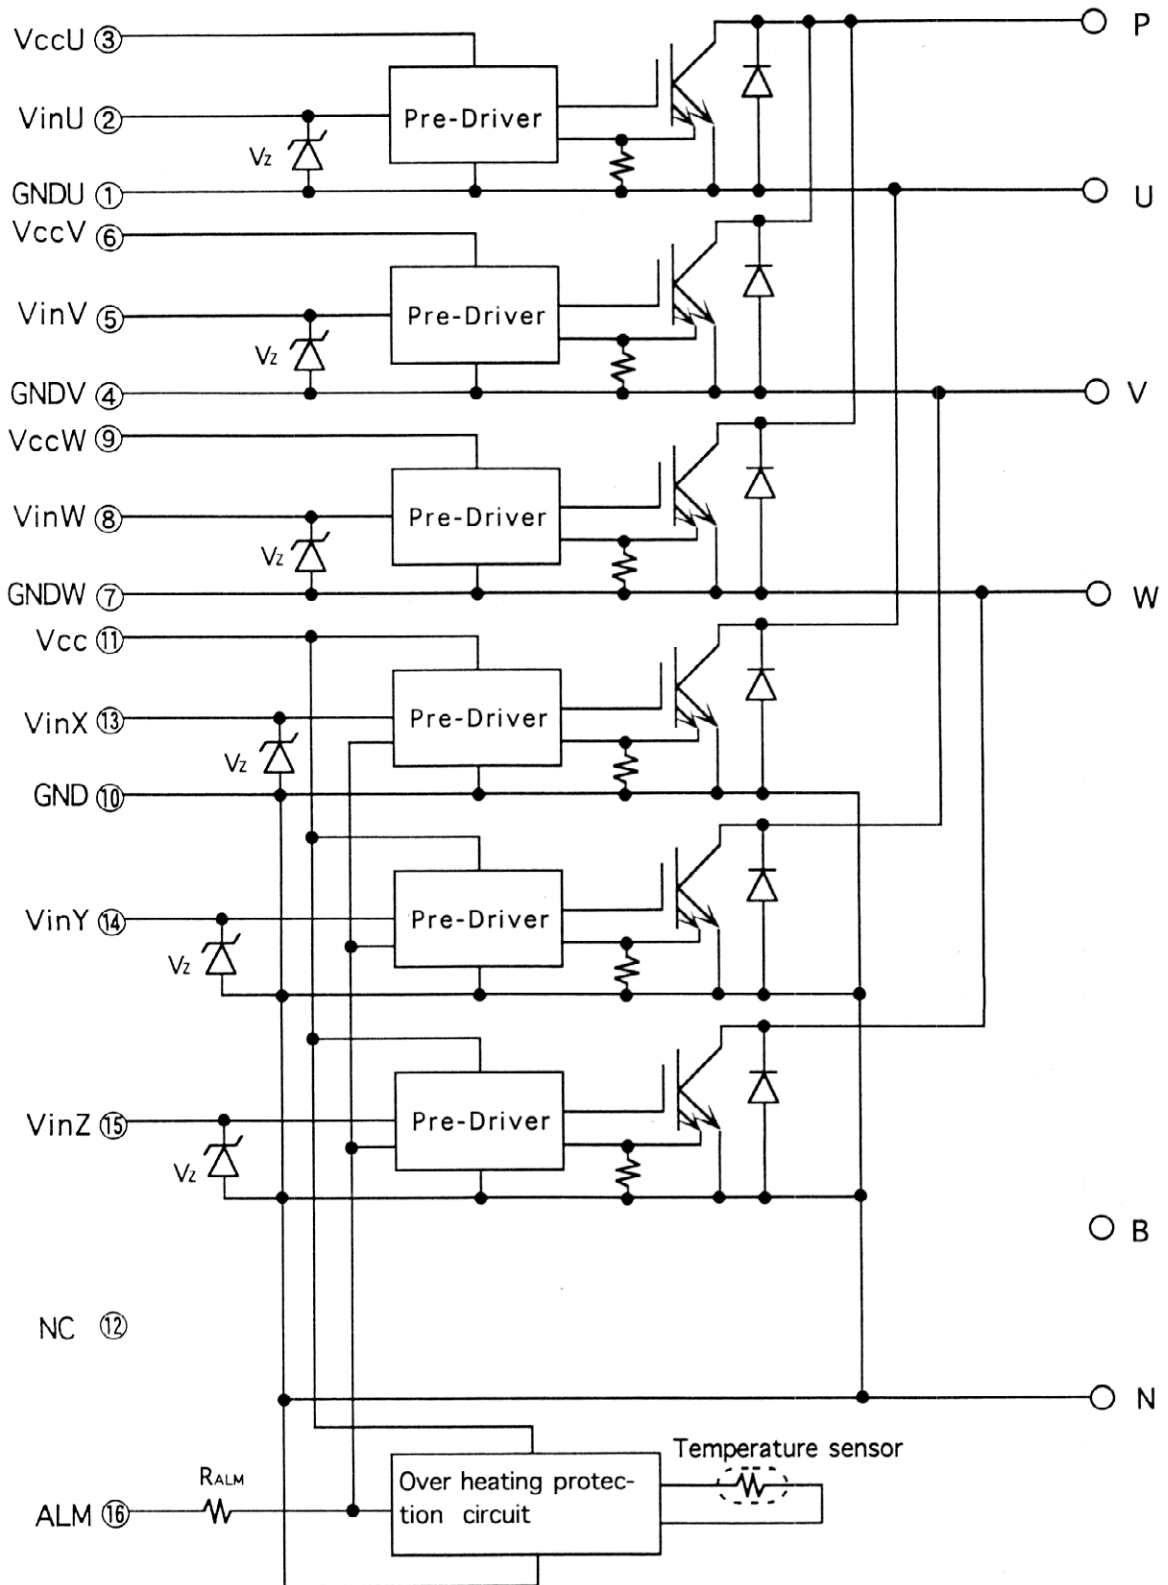 VccU ③
P
VinU ②
Pre-Driver
Vz
GNDU ①
U
VccV ⑥
VinV ⑤
Pre-Driver
Vz
GNDV ④
V
VccW ⑨
VinW ⑧
Pre-Driver
Vz
GNDW ⑦
W
Vcc ⑪
VinX ⑬
Pre-Driver
Vz
GND ⑩
VinY ⑭
Pre-Driver
Vz
VinZ ⑮
Pre-Driver
Vz
B
NC ⑫
N
Temperature sensor
RALM
Over heating protec-
tion circuit
ALM ⑯